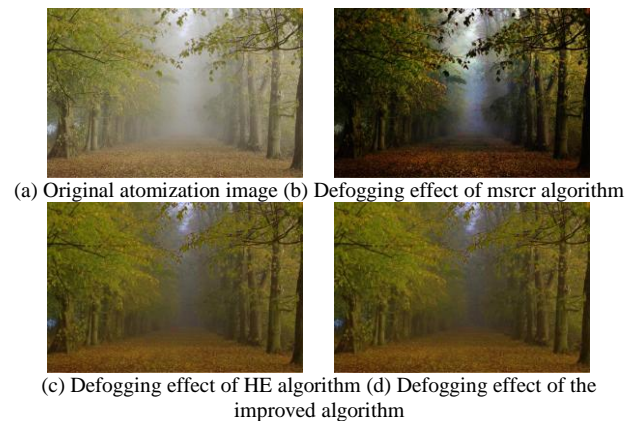 (a) Original atomization image (b) Defogging effect of msrcr algorithm
(c) Defogging effect of HE algorithm (d) Defogging effect of the
improved algorithm